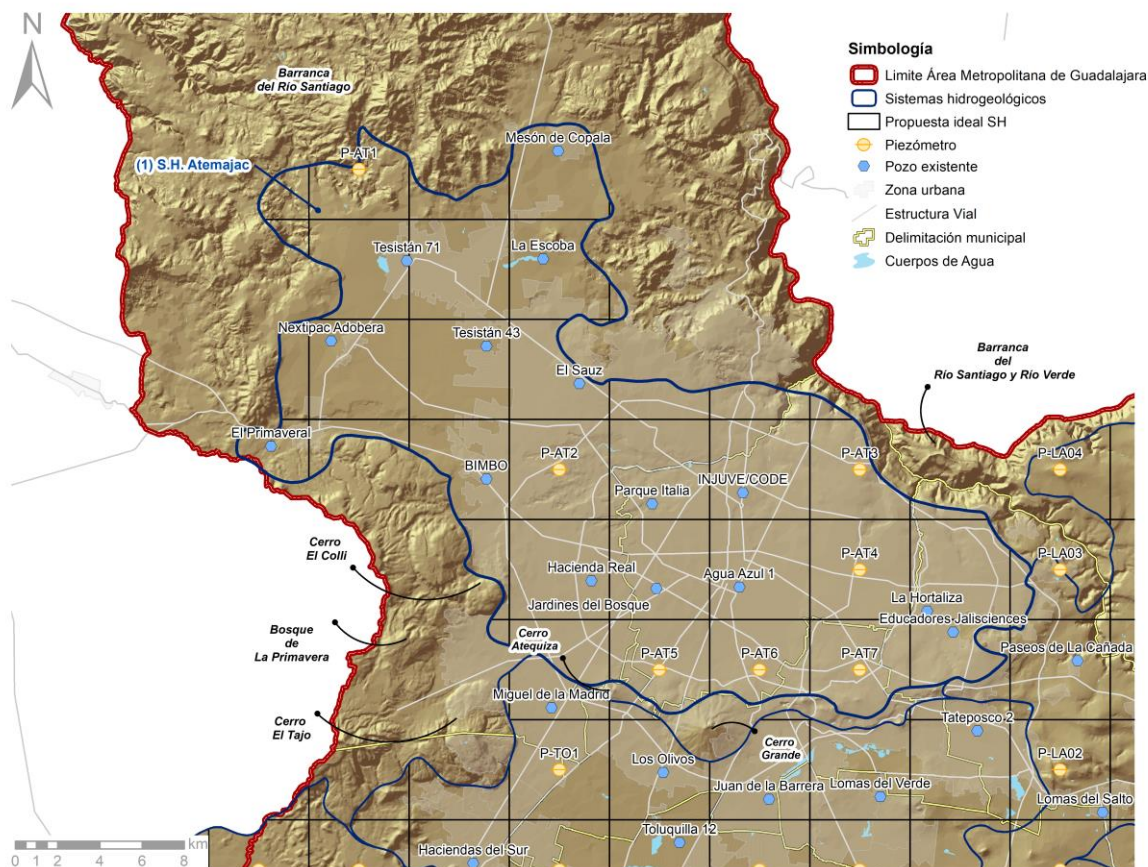 N
Barranca
del Río Santiago
Mesón de Copala
P-AT1
(1) S.H. Atemajac
Tesistán 71
La Escoba
Nextipac Adobera
Tesistán 43
El Sauz
El Primaveral
BIMBO
P-AT2
Parque Italia
INJUVE/CODE
P-AT3
P-LA04
Barranca
del
Río Santiago y Río Verde
Cerro
El Colli
Hacienda Real
Jardines del Bosque
Agua Azul 1
P-AT4
P-LA03
La Hortaliza
Educadores Jalisciences
Bosque
de
La Primavera
Cerro
Atequiza
P-AT5
P-AT6
P-AT7
Paseos de La Cañada
Miguel de la Madrid
Cerro
El Tajo
Tateposco 2
Cerro
Grande
P-TO1
Los Olivos
P-LA02
Juan de la Barrera
Lomas del Verde
Lomas del Salto
Toluquilla 12
Haciendas del Sur
km
0 1 2 4 6 8
Simbología
Limite Área Metropolitana de Guadalajara
Sistemas hidrogeológicos
Propuesta ideal SH
Piezómetro
Pozo existente
Zona urbana
Estructura Vial
Delimitación municipal
Cuerpos de Agua